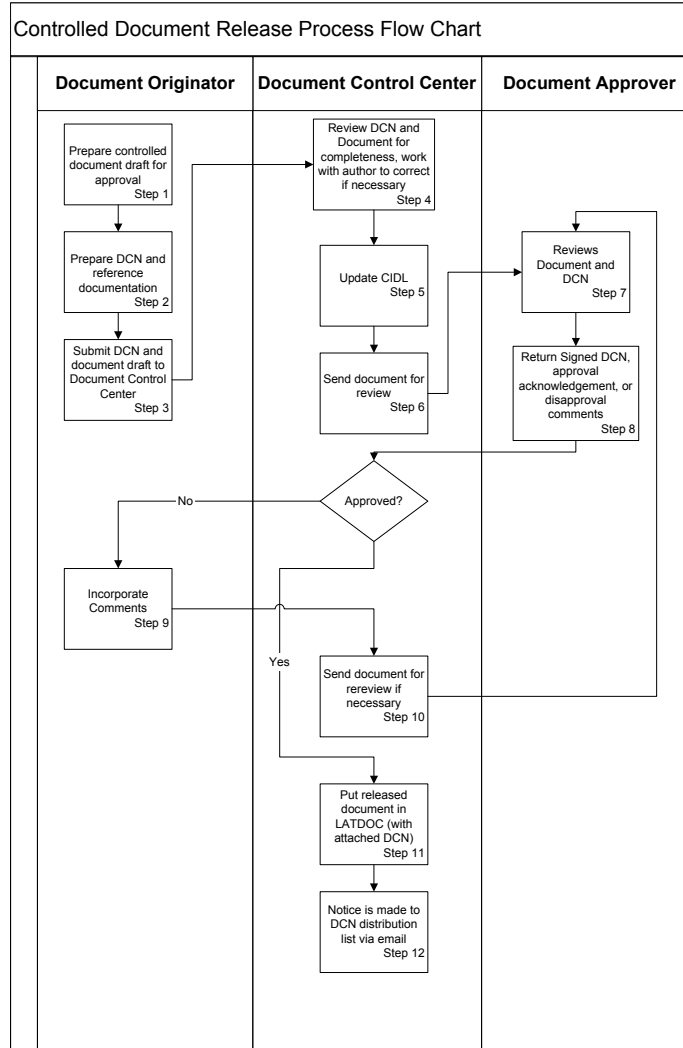 Controlled Document Release Process Flow Chart
Document Originator
Document Control Center
Document Approver
Prepare controlled
document draft for
approval
Step 1
Prepare DCN and
reference
documentation
Step 2
Submit DCN and
document draft to
Document Control
Center
Step 3
Review DCN and
Document for
completeness, work
with author to correct
if necessary
Step 4
Update CIDL
Step 5
Send document for
review
Step 6
Reviews
Document and
DCN
Step 7
Return Signed DCN,
approval
acknowledgement, or
disapproval
comments
Step 8
Approved?
No
Incorporate
Comments
Step 9
Yes
Send document for
rereview if
necessary
Step 10
Put released
document in
LATDOC (with
attached DCN)
Step 11
Notice is made to
DCN distribution
list via email
Step 12